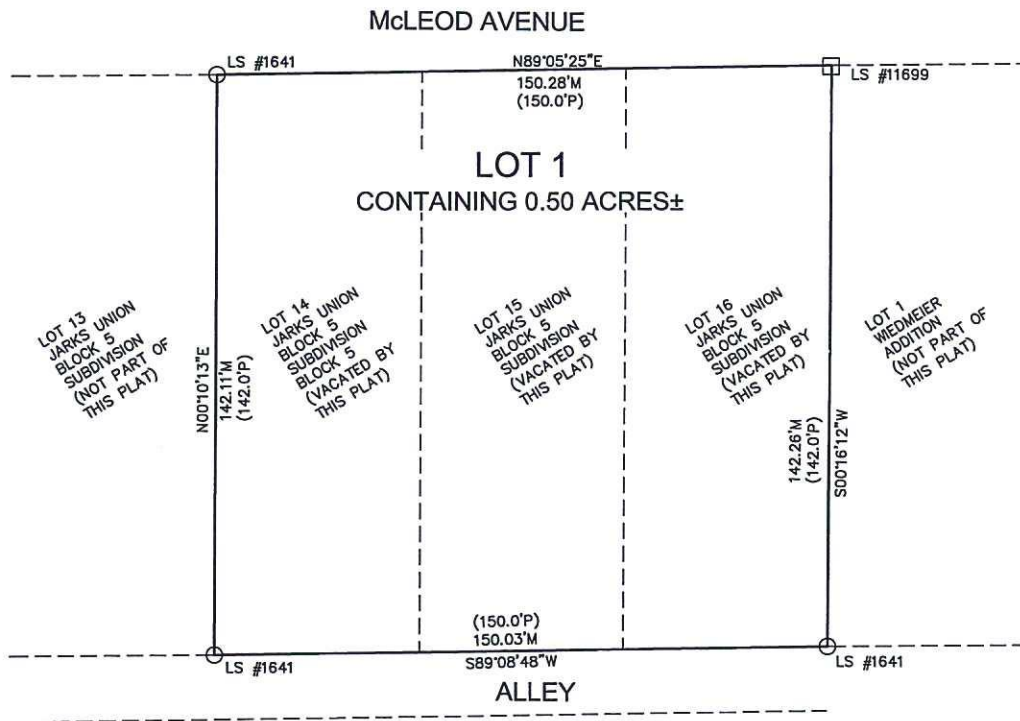 McLEOD AVENUE
LS #1641
N89°05'25"E
150.28'M
(150.0'P)
LS #11699
LOT 1
CONTAINING 0.50 ACRES±
LOT 13
JARKS UNION
BLOCK 5
SUBDIVISION
(NOT PART OF
THIS PLAT)
N00°10'13"E
142.11'M
(142.0'P)
LOT 14
JARKS UNION
BLOCK 5
SUBDIVISION
BLOCK 5
(VACATED BY
THIS PLAT)
LOT 15
JARKS UNION
BLOCK 5
SUBDIVISION
(VACATED BY
THIS PLAT)
LOT 16
JARKS UNION
BLOCK 5
SUBDIVISION
(VACATED BY
THIS PLAT)
142.26'M
(142.0'P)
S00°16'12"W
LOT 1
WIEDMEIER
ADDITION
(NOT PART OF
THIS PLAT)
(150.0'P)
150.03'M
LS #1641
S89°08'48"W
LS #1641
ALLEY